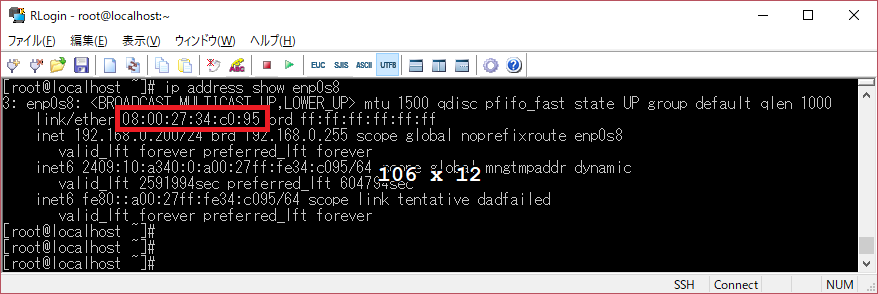 RLogin - root@localhost:~
ファイル(F) 編集(E) 表示(V) ウィンドウ(W) ヘルプ(H)
ABC EUC SJIS ASCII UTF8
[root@localhost ~]# ip address show enp0s8
3: enp0s8: <BROADCAST,MULTICAST,UP,LOWER_UP> mtu 1500 qdisc pfifo_fast state UP group default qlen 1000
link/ether 08:00:27:34:c0:95 brd ff:ff:ff:ff:ff:ff
inet 192.168.0.200/24 brd 192.168.0.255 scope global noprefixroute enp0s8
valid_lft forever preferred_lft forever
inet6 2409:10:a340:0:a00:27ff:fe34:c095/64 scope global mngtmpaddr dynamic
106 x 12
valid_lft 2591994sec preferred_lft 604794sec
inet6 fe80::a00:27ff:fe34:c095/64 scope link tentative dadfailed
valid_lft forever preferred_lft forever
[root@localhost ~]#
[root@localhost ~]#
[root@localhost ~]#
SSH Connect NUM